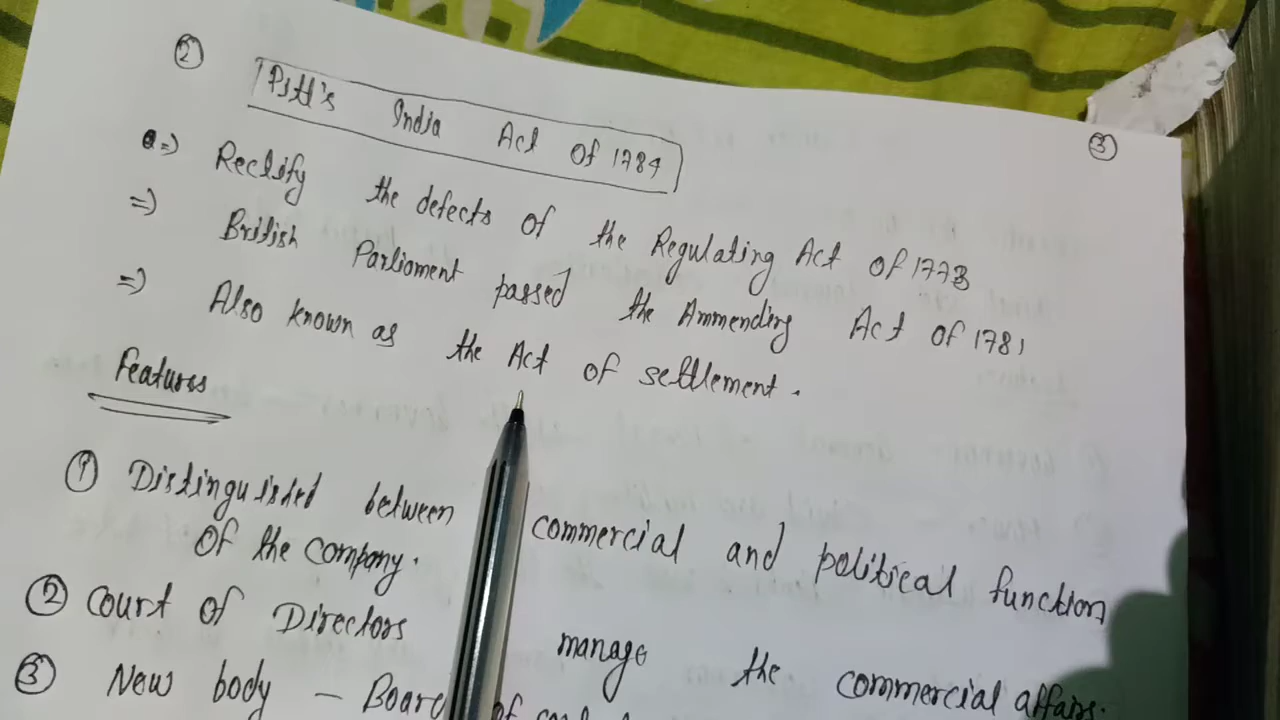 ②
Pitt's India Act of 1784
③
=> Rectify the defects of the Regulating Act of 1773
=> British Parliament passed the Ammending Act of 1781
=> Also known as the Act of settlement.
Features
① Distinguished between commercial and political function
of the company.
② Court of Directors manage the commercial affairs.
③ New body - Board of